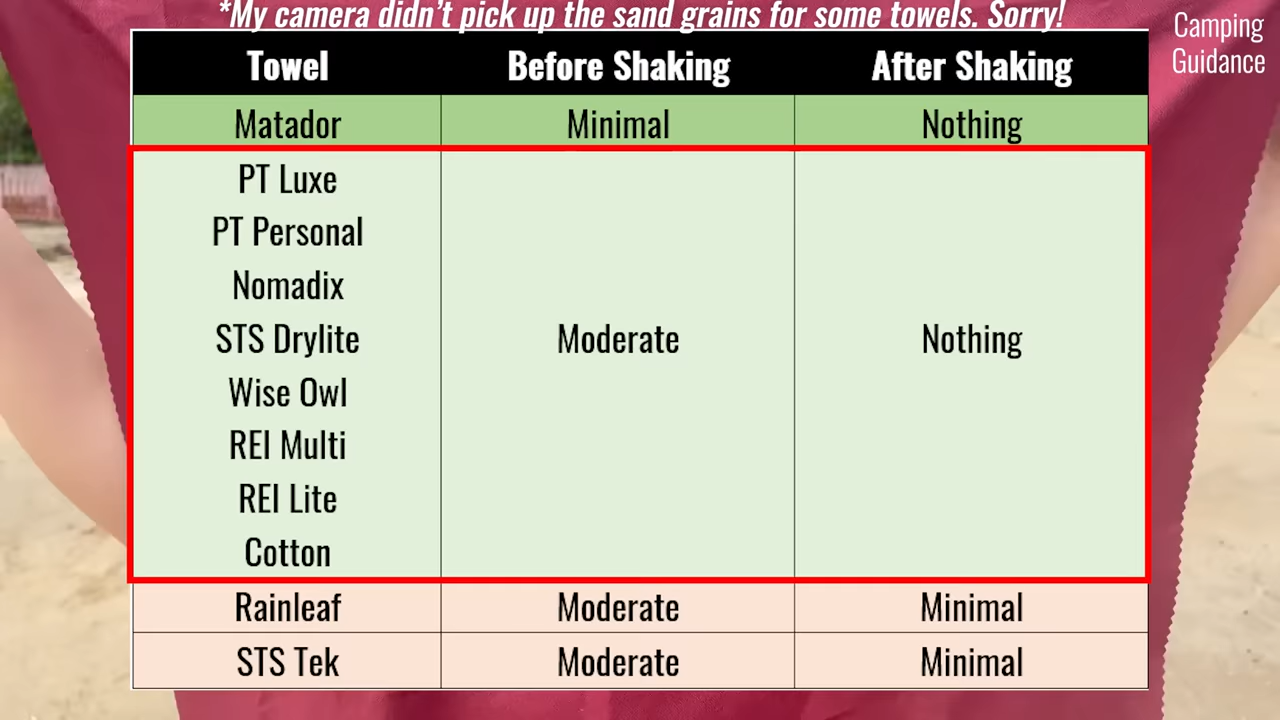 *My camera didn't pick up the sand grains for some towels. Sorry!
Camping
Guidance
Towel Before Shaking After Shaking
Matador Minimal Nothing
PT Luxe
PT Personal
Nomadix
STS Drylite Moderate Nothing
Wise Owl
REI Multi
REI Lite
Cotton
Rainleaf Moderate Minimal
STS Tek Moderate Minimal